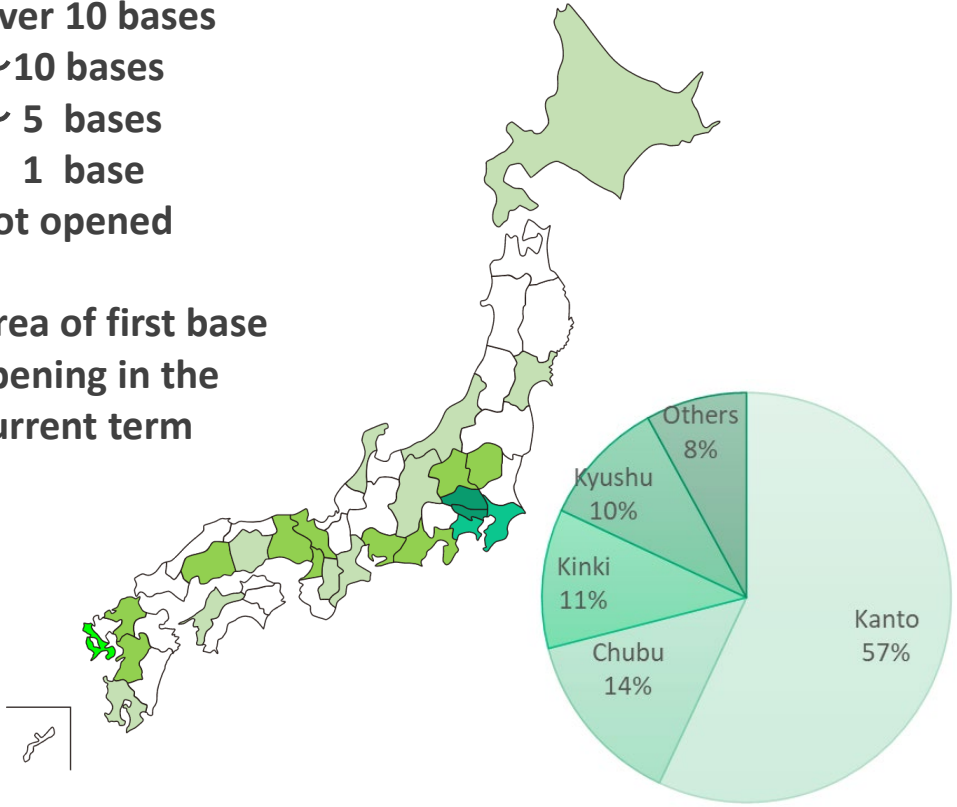 ver 10 bases
~10 bases
~ 5 bases
1 base
ot opened
rea of first base
pening in the
urrent term
Others
8%
Kyushu
10%
Kinki
11%
Chubu
14%
Kanto
57%